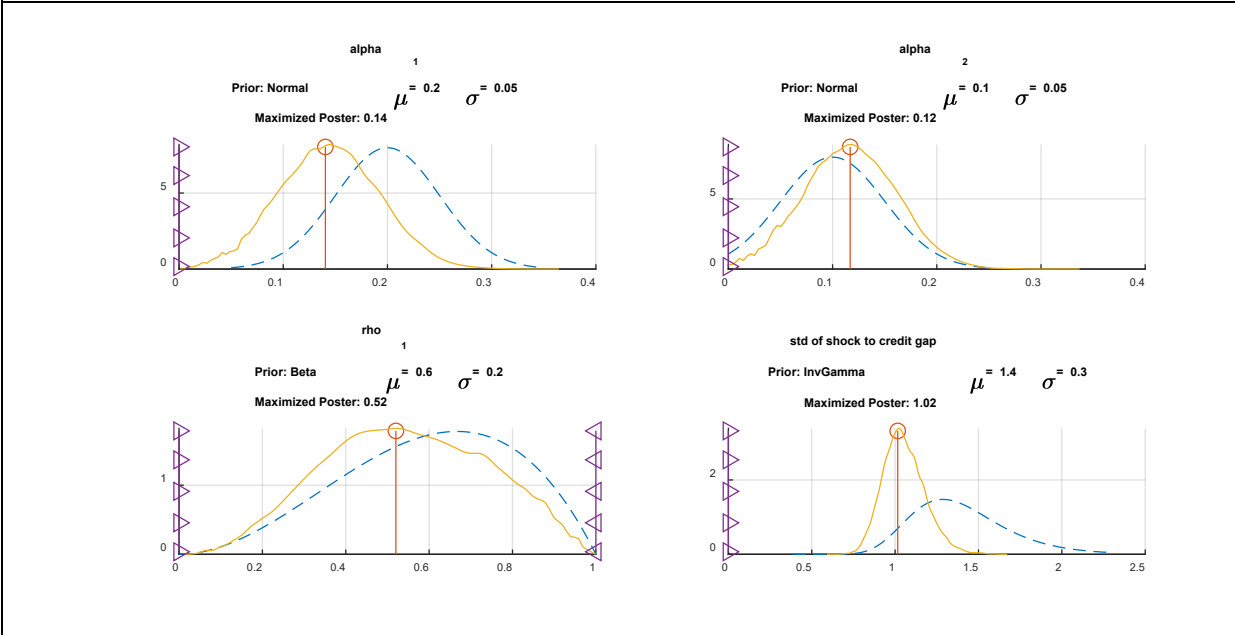 alpha
1
Prior: Normal μ = 0.2 σ = 0.05
Maximized Poster: 0.14
5
0
0 0.1 0.2 0.3 0.4
alpha
2
Prior: Normal μ = 0.1 σ = 0.05
Maximized Poster: 0.12
5
0
0 0.1 0.2 0.3 0.4
rho
1
Prior: Beta μ = 0.6 σ = 0.2
Maximized Poster: 0.52
1
0
0 0.2 0.4 0.6 0.8 1
std of shock to credit gap
Prior: InvGamma μ = 1.4 σ = 0.3
Maximized Poster: 1.02
2
0
0 0.5 1 1.5 2 2.5